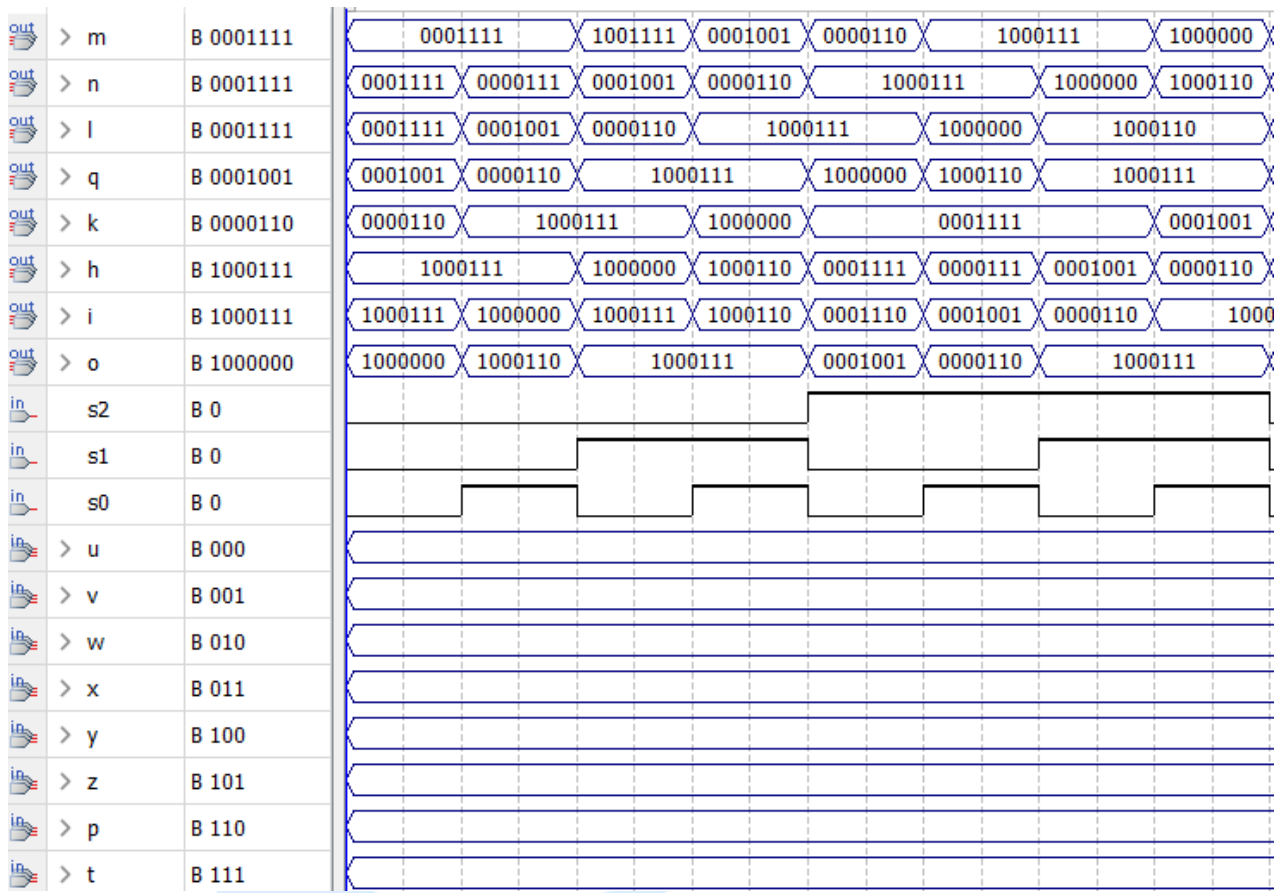 out > m B 0001111 0001111 1001111 0001001 0000110 1000111 1000000
out > n B 0001111 0001111 0000111 0001001 0000110 1000111 1000000 1000110
out > l B 0001111 0001111 0001001 0000110 1000111 1000000 1000110
out > q B 0001001 0001001 0000110 1000111 1000000 1000110 1000111
out > k B 0000110 0000110 1000111 1000000 0001111 0001001
out > h B 1000111 1000111 1000000 1000110 0001111 0000111 0001001 0000110
out > i B 1000111 1000111 1000000 1000111 1000110 0001110 0001001 0000110 1000
out > o B 1000000 1000000 1000110 1000111 0001001 0000110 1000111
in s2 B 0
in s1 B 0
in s0 B 0
in > u B 000
in > v B 001
in > w B 010
in > x B 011
in > y B 100
in > z B 101
in > p B 110
in > t B 111